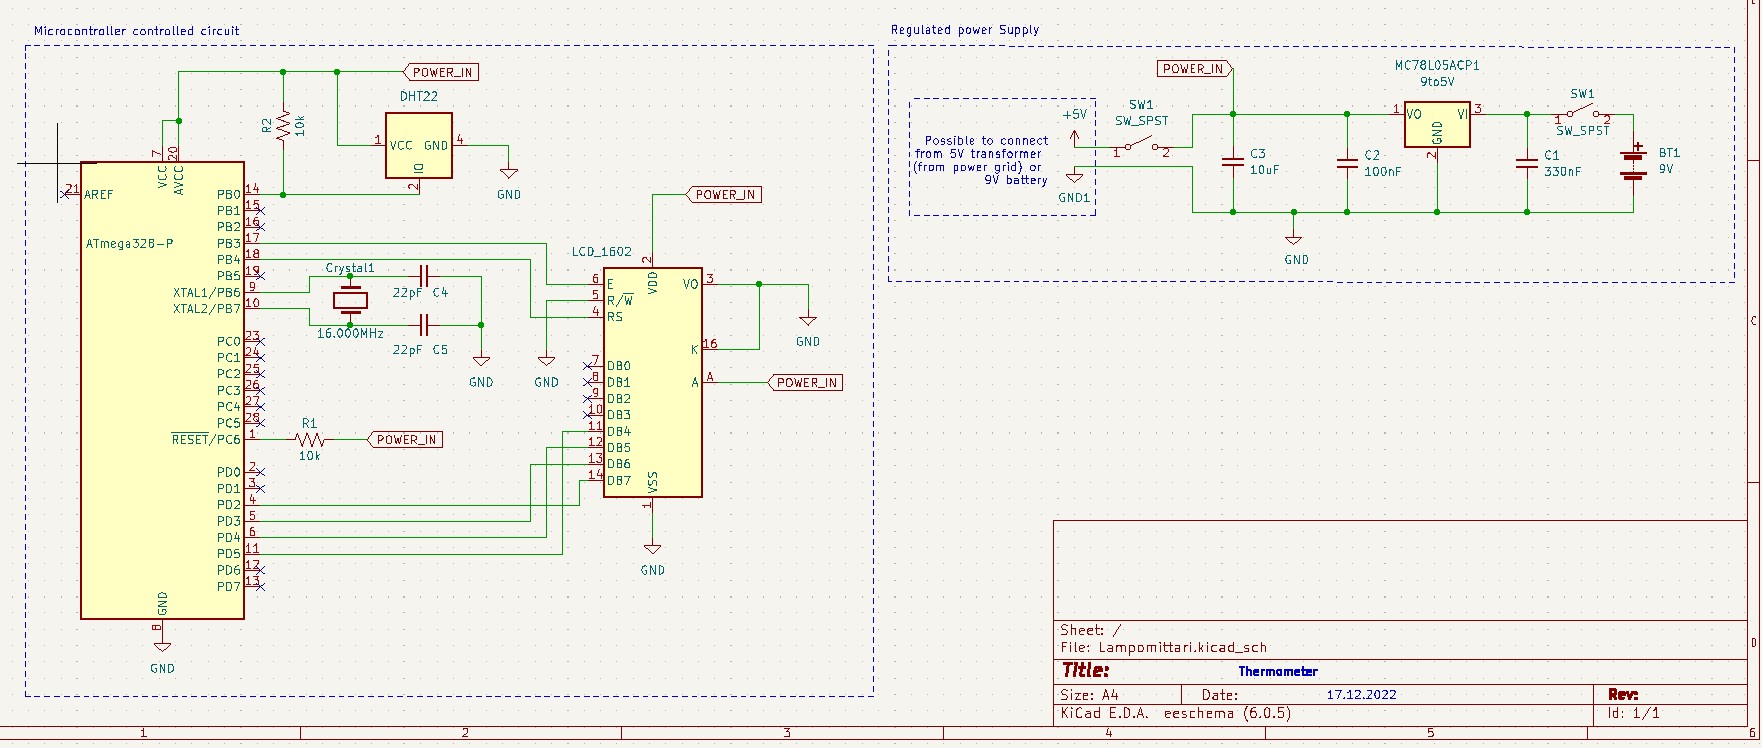 Microcontroller controlled circuit
POWER_IN
DHT22
R2
10k
1
VCC
GND
4
IO
2
GND
7
20
VCC
AVCC
21
AREF
ATmega328-P
PB0
14
PB1
15
PB2
16
PB3
17
PB4
18
PB5
19
XTAL1/PB6
9
XTAL2/PB7
10
PC0
23
PC1
24
PC2
25
PC3
26
PC4
27
PC5
28
RESET/PC6
1
PD0
2
PD1
3
PD2
4
PD3
5
PD4
6
PD5
11
PD6
12
PD7
13
GND
8
GND
Crystal1
16.000MHz
22pF C4
22pF C5
GND
GND
R1
10k
POWER_IN
POWER_IN
LCD_1602
2
VDD
6
E
5
R/W
4
RS
7
DB0
8
DB1
9
DB2
10
DB3
11
DB4
12
DB5
13
DB6
14
DB7
VO
3
K
16
A
A
VSS
1
GND
GND
POWER_IN
Regulated power Supply
POWER_IN
Possible to connect
from 5V transformer
(from power grid) or
9V battery
+5V
GND1
SW1
SW_SPST
1
2
C3
10uF
C2
100nF
MC78L05ACP1
9to5V
1
VO
VI
3
GND
2
C1
330nF
SW1
1
2
SW_SPST
+
BT1
9V
GND
Sheet: /
File: Lampomittari.kicad_sch
Title: Thermometer
Size: A4
Date: 17.12.2022
Rev:
KiCad E.D.A. eeschema (6.0.5)
Id: 1/1
1
2
3
4
5
6
C
D